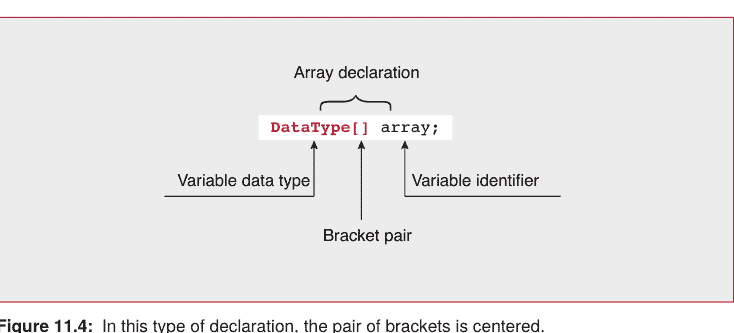 Array declaration
DataType[] array;
Variable data type
Variable identifier
Bracket pair
Figure 11.4: In this type of declaration, the pair of brackets is centered.